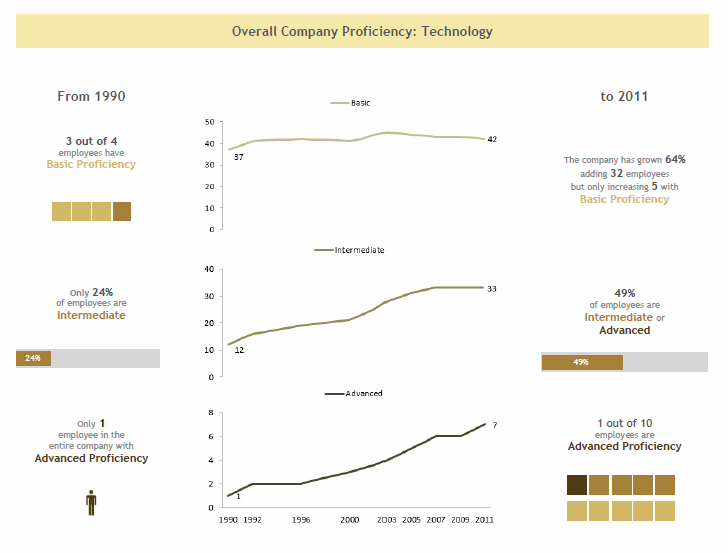 Overall Company Proficiency: Technology
From 1990
to 2011
3 out of 4
employees have
Basic Proficiency
Basic
50
40
30
20
10
0
37
42
The company has grown 64%
adding 32 employees
but only increasing 5 with
Basic Proficiency
Only 24%
of employees are
Intermediate
24%
Intermediate
40
30
20
10
0
12
33
49%
of employees are
Intermediate or
Advanced
49%
Only 1
employee in the
entire company with
Advanced Proficiency
Advanced
8
6
4
2
0
1
7
1990 1992 1996 2000 2003 2005 2007 2009 2011
1 out of 10
employees are
Advanced Proficiency